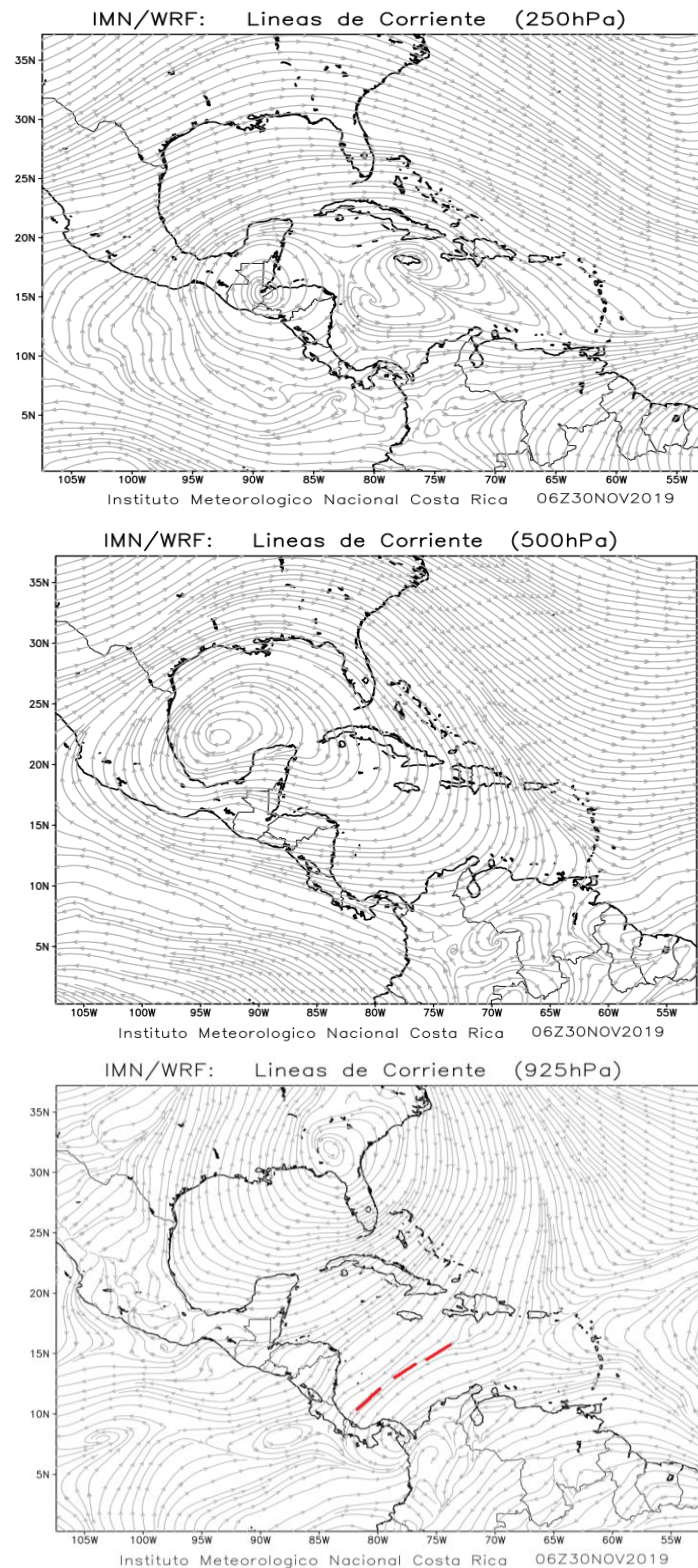 IMN/WRF: Lineas de Corriente (250hPa)
35N
30N
25N
20N
15N
10N
5N
105W 100W 95W 90W 85W 80W 75W 70W 65W 60W 55W
Instituto Meteorologico Nacional Costa Rica 06Z30NOV2019
IMN/WRF: Lineas de Corriente (500hPa)
35N
30N
25N
20N
15N
10N
5N
105W 100W 95W 90W 85W 80W 75W 70W 65W 60W 55W
Instituto Meteorologico Nacional Costa Rica 06Z30NOV2019
IMN/WRF: Lineas de Corriente (925hPa)
35N
30N
25N
20N
15N
10N
5N
105W 100W 95W 90W 85W 80W 75W 70W 65W 60W 55W
Instituto Meteorologico Nacional Costa Rica 06Z30NOV2019